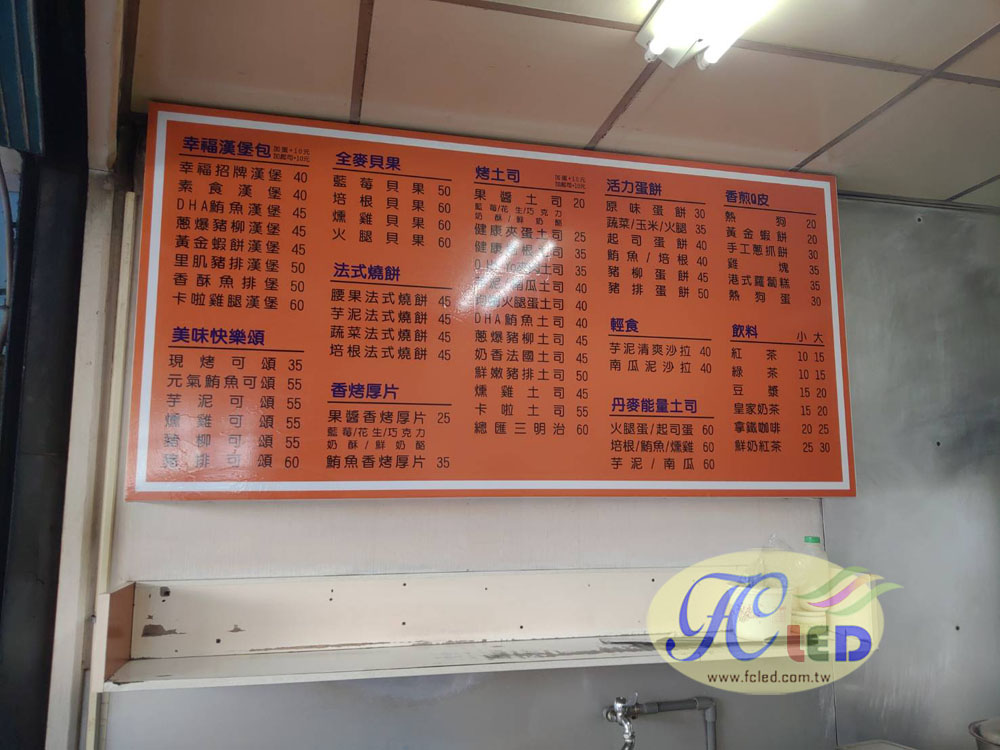 幸福漢堡包 加蛋+10元
加起司+10元
幸福招牌漢堡 40
素食漢堡 40
DHA鮪魚漢堡 45
蔥爆豬柳漢堡 45
黃金蝦餅漢堡 45
里肌豬排漢堡 50
香酥魚排堡 50
卡啦雞腿漢堡 60
美味快樂頌
現烤可頌 35
元氣鮪魚可頌 55
芋泥可頌 55
燻雞可頌 55
豬柳可頌 55
豬排可頌 60
全麥貝果
藍莓貝果 50
培根貝果 60
燻雞貝果 60
火腿貝果 60
法式燒餅
腰果法式燒餅 45
芋泥法式燒餅 45
蔬菜法式燒餅 45
培根法式燒餅 45
香烤厚片
果醬香烤厚片 25
藍莓/花生/巧克力
奶酥/鮮奶酪
鮪魚香烤厚片 35
烤土司 加蛋+10元
加起司+10元
果醬土司 20
藍莓/花生/巧克力
奶酥/鮮奶酪
健康夾蛋土司 25
健康培根土司 35
土司 35
南瓜土司 40
火腿蛋土司 40
DHA鮪魚土司 40
蔥爆豬柳土司 45
奶香法國土司 45
鮮嫩豬排土司 50
燻雞土司 45
卡啦土司 55
總匯三明治 60
活力蛋餅
原味蛋餅 30
蔬菜/玉米/火腿 35
起司蛋餅 40
鮪魚/培根 40
豬柳蛋餅 45
豬排蛋餅 50
輕食
芋泥清爽沙拉 40
南瓜泥沙拉 40
丹麥能量土司
火腿蛋/起司蛋 60
培根/鮪魚/燻雞 60
芋泥/南瓜 60
香煎Q皮
熱狗 20
黃金蝦餅 20
手工蔥抓餅 30
雞塊 35
港式蘿蔔糕 35
熱狗蛋 30
飲料 小 大
紅茶 10 15
綠茶 10 15
豆漿 15 20
皇家奶茶 15 20
拿鐵咖啡 20 25
鮮奶紅茶 25 30
FC LED
www.fcled.com.tw